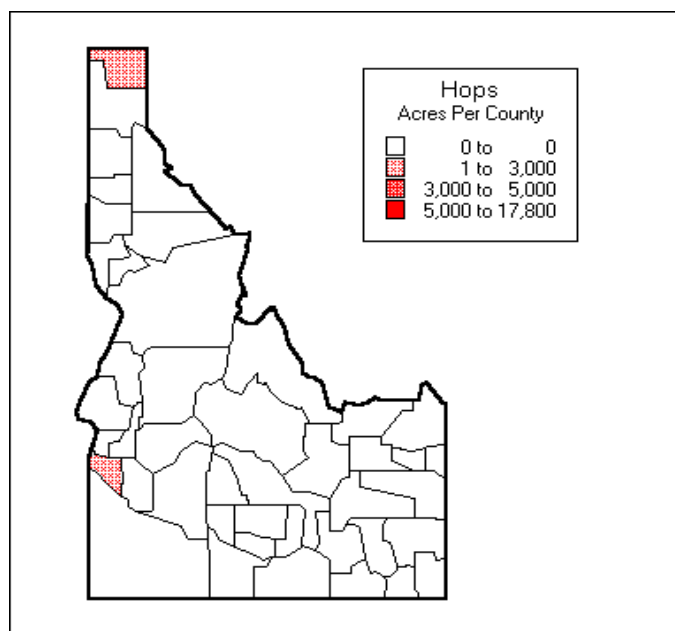 Hops
Acres Per County
0 to 0
1 to 3,000
3,000 to 5,000
5,000 to 17,800